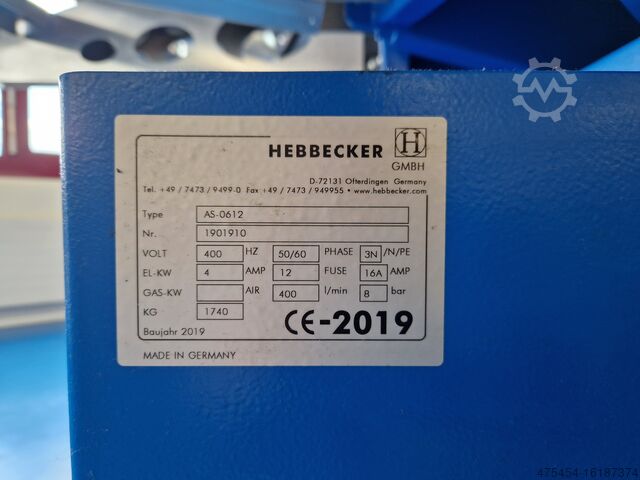 HEBBECKER H
GMBH
D-72131 Ofterdingen Germany
Tel. +49 / 7473 / 9499-0 Fax +49 / 7473 / 949955 • www.hebbecker.com
Type AS-0612
Nr. 1901910
VOLT 400 HZ 50/60 PHASE 3N /N/PE
EL-KW 4 AMP 12 FUSE 16A AMP
GAS-KW AIR 400 l/min 8 bar
KG 1740
Baujahr 2019 CE-2019
MADE IN GERMANY
475454-16187374